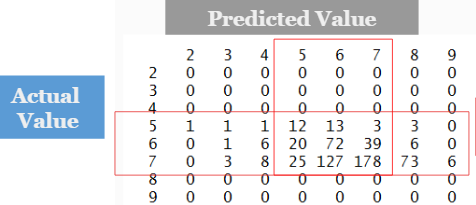 Predicted Value
2 3 4 5 6 7 8 9
2 0 0 0 0 0 0 0 0
3 0 0 0 0 0 0 0 0
Actual
Value
4 0 0 0 0 0 0 0 0
5 1 1 1 12 13 3 3 0
6 0 1 6 20 72 39 6 0
7 0 3 8 25 127 178 73 6
8 0 0 0 0 0 0 0 0
9 0 0 0 0 0 0 0 0